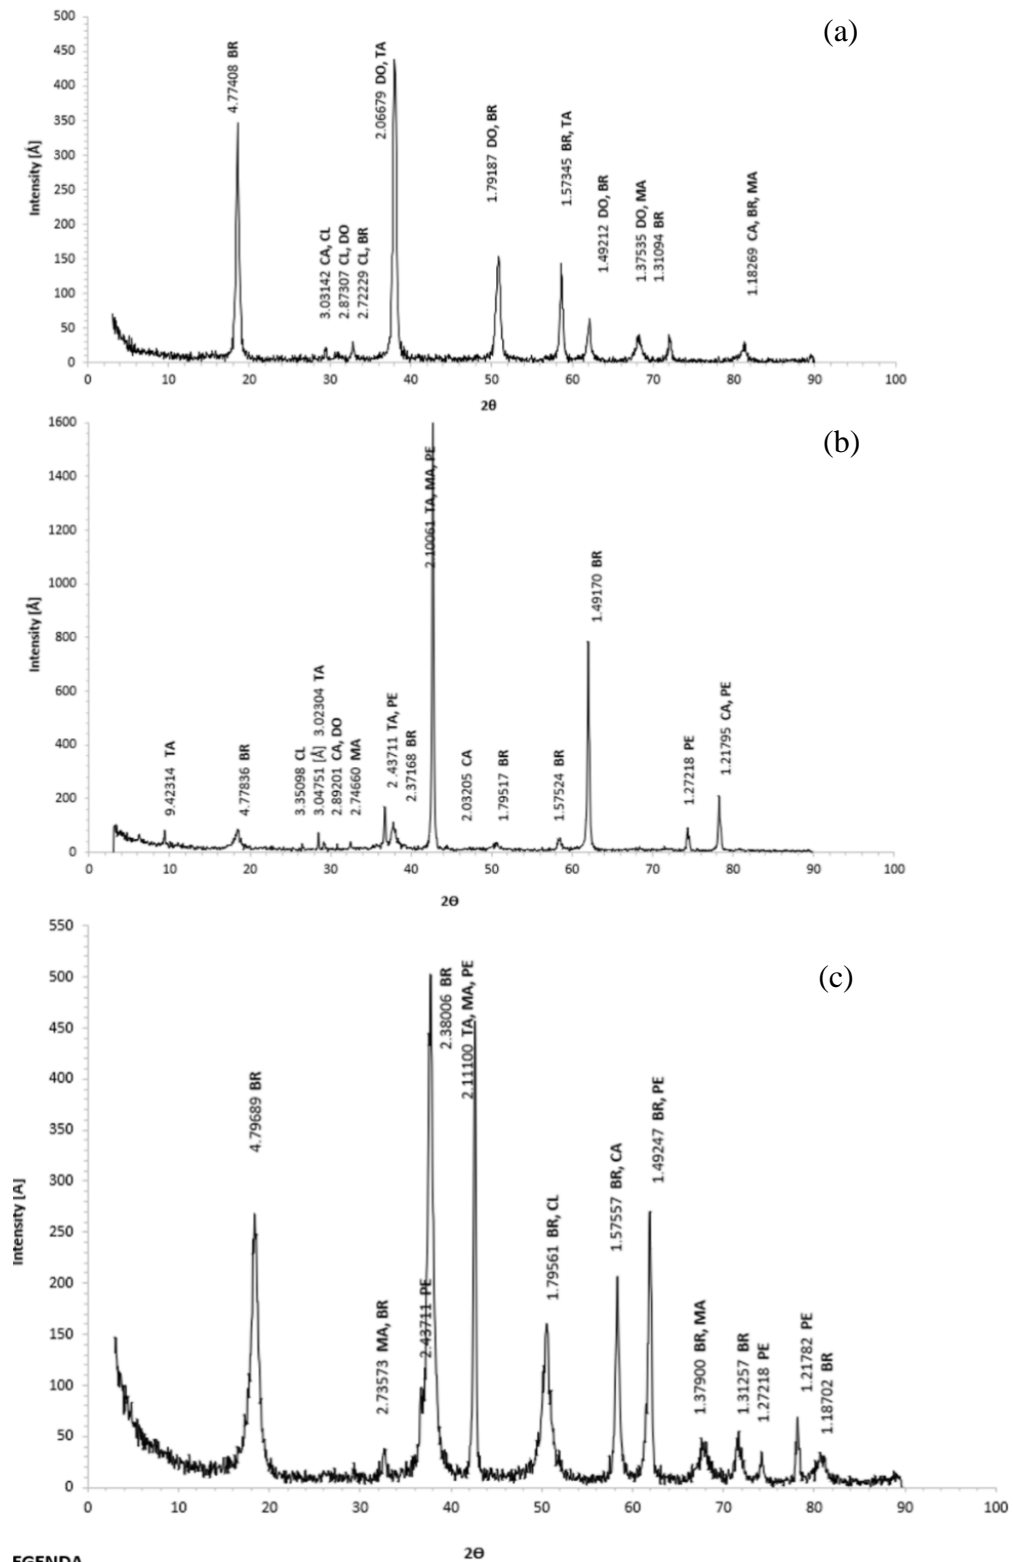 (a)
500
450
400
350
300
250
200
150
100
50
0
Intensity [Å]
4.77408 BR
3.03142 CA, CL
2.87307 CL, DO
2.72229 CL, BR
2.06679 DO, TA
1.79187 DO, BR
1.57345 BR, TA
1.49212 DO, BR
1.37535 DO, MA
1.31094 BR
1.18269 CA, BR, MA
0 10 20 30 40 50 60 70 80 90 100
2θ
(b)
1600
1400
1200
1000
800
600
400
200
0
Intensity [Å]
9.42314 TA
4.77836 BR
3.35098 CL
3.04751 [Å] 3.02304 TA
2.89201 CA, DO
2.74660 MA
2.43711 TA, PE
2.37168 BR
2.10061 TA, MA, PE
2.03205 CA
1.79517 BR
1.57524 BR
1.49170 BR
1.27218 PE
1.21795 CA, PE
0 10 20 30 40 50 60 70 80 90 100
2θ
(c)
550
500
450
400
350
300
250
200
150
100
50
0
Intensity [A]
4.79689 BR
2.73573 MA, BR
2.43711 PE
2.38006 BR
2.11100 TA, MA, PE
1.79561 BR, CL
1.57557 BR, CA
1.49247 BR, PE
1.37900 BR, MA
1.31257 BR
1.27218 PE
1.21782 PE
1.18702 BR
0 10 20 30 40 50 60 70 80 90 100
2θ
EGENDA